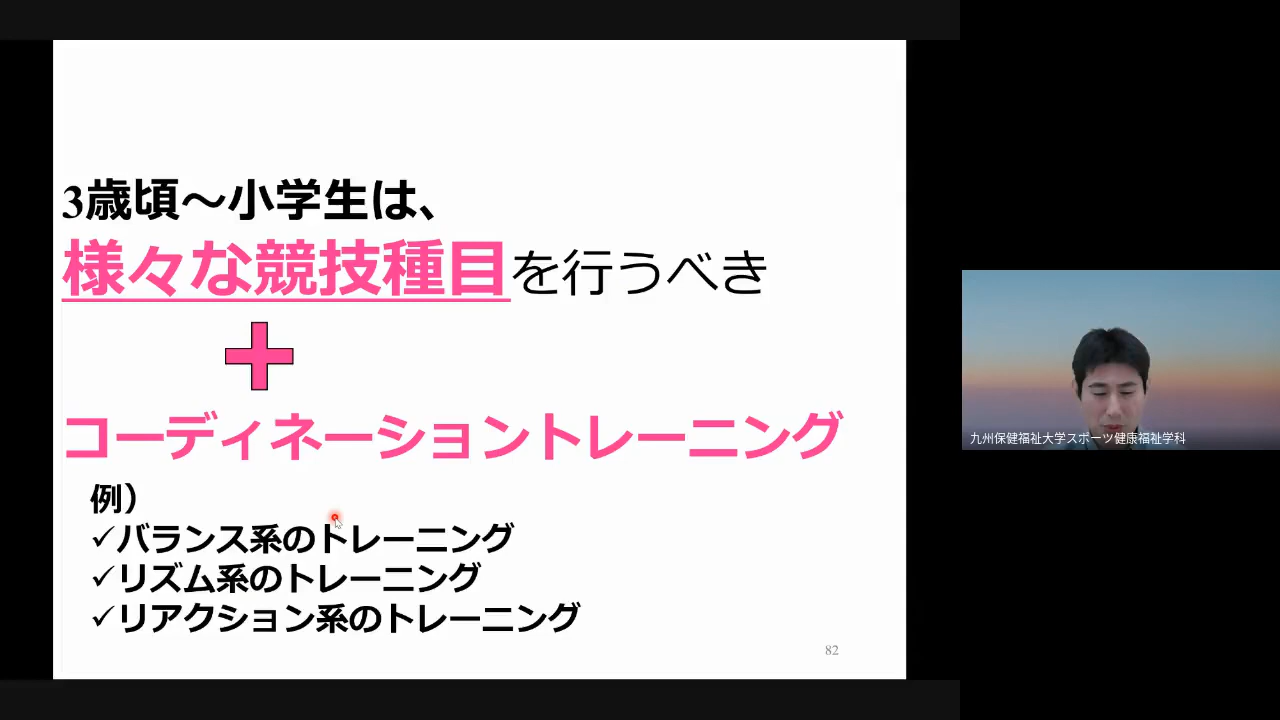 3歳頃～小学生は、
様々な競技種目を行うべき
コーディネーショントレーニング
例）
✓バランス系のトレーニング
✓リズム系のトレーニング
✓リアクション系のトレーニング
82
九州保健福祉大学スポーツ健康福祉学科